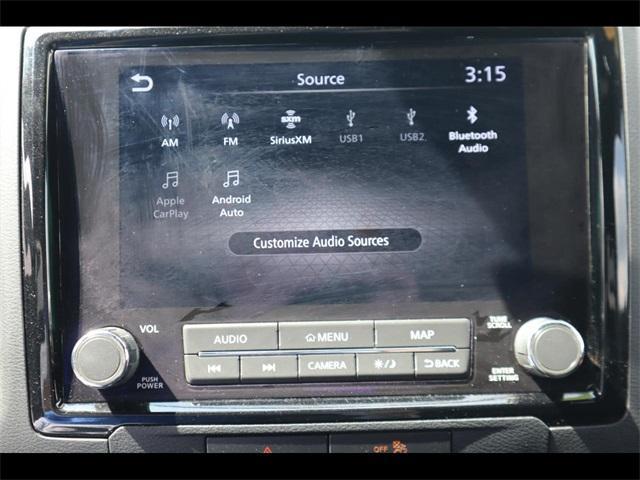 Source
3:15
AM
FM
sxm
SiriusXM
USB1
USB2
Bluetooth
Audio
Apple
CarPlay
Android
Auto
Customize Audio Sources
VOL
PUSH
POWER
AUDIO
MENU
MAP
CAMERA
BACK
TUNE
SCROLL
ENTER
SETTING
OFF